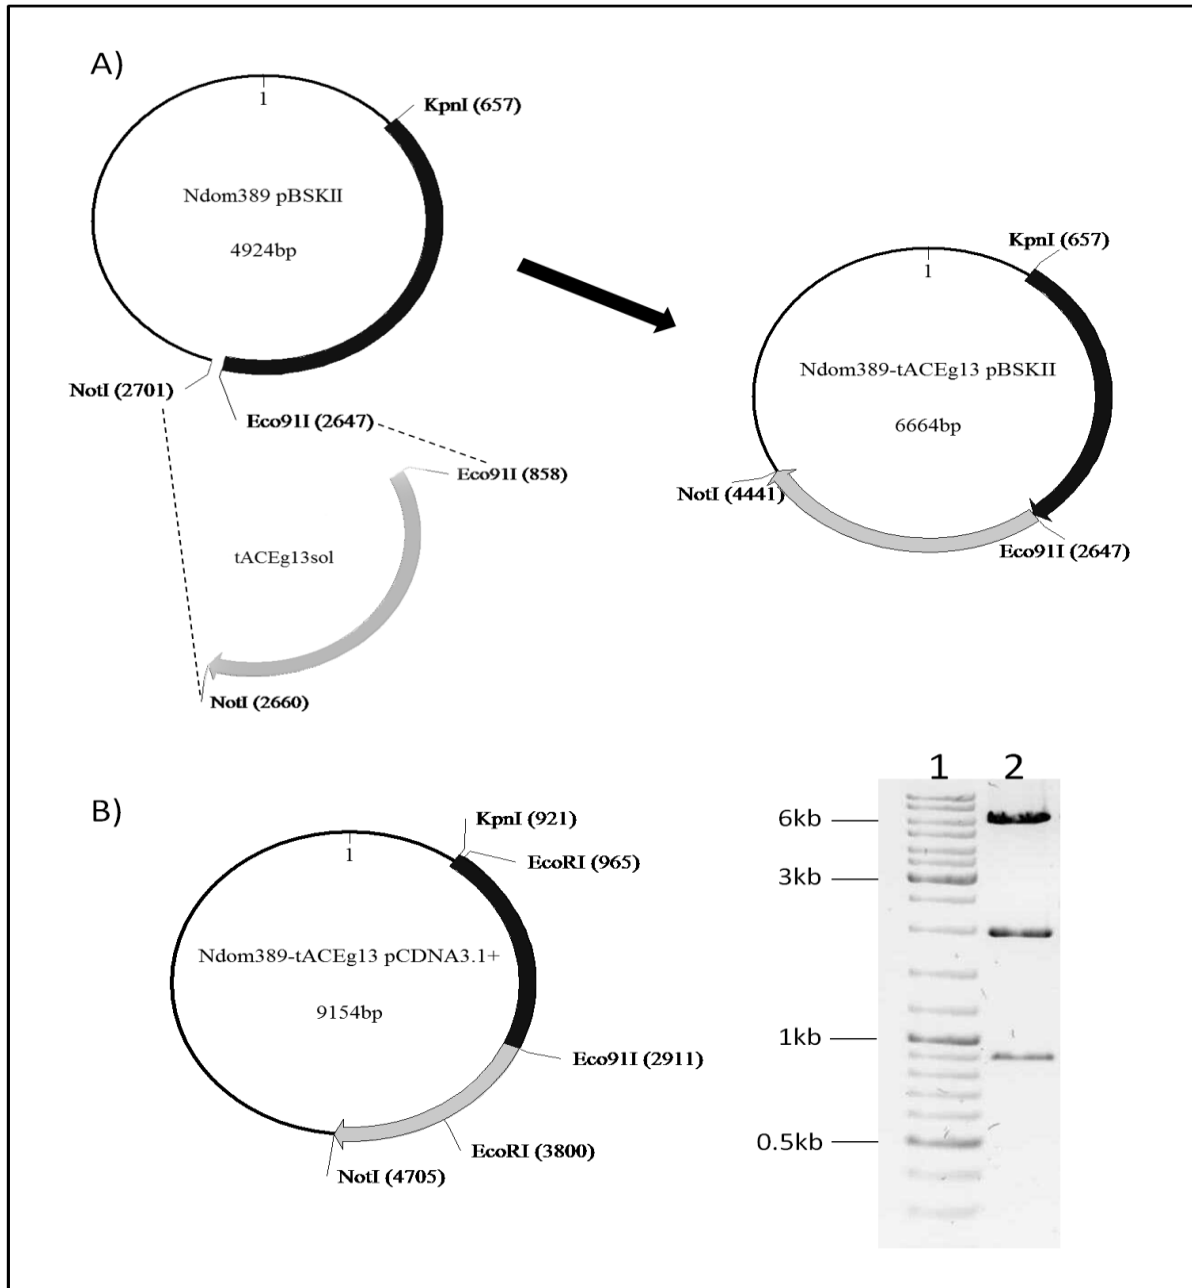 A)
1
KpnI (657)
Ndom389 pBSKII
4924bp
NotI (2701)
Eco91I (2647)
Eco91I (858)
tACEg13sol
NotI (2660)
KpnI (657)
1
Ndom389-tACEg13 pBSKII
6664bp
NotI (4441)
Eco91I (2647)
B)
1
KpnI (921)
EcoRI (965)
Ndom389-tACEg13 pCDNA3.1+
9154bp
Eco91I (2911)
EcoRI (3800)
NotI (4705)
1 2
6kb
3kb
1kb
0.5kb